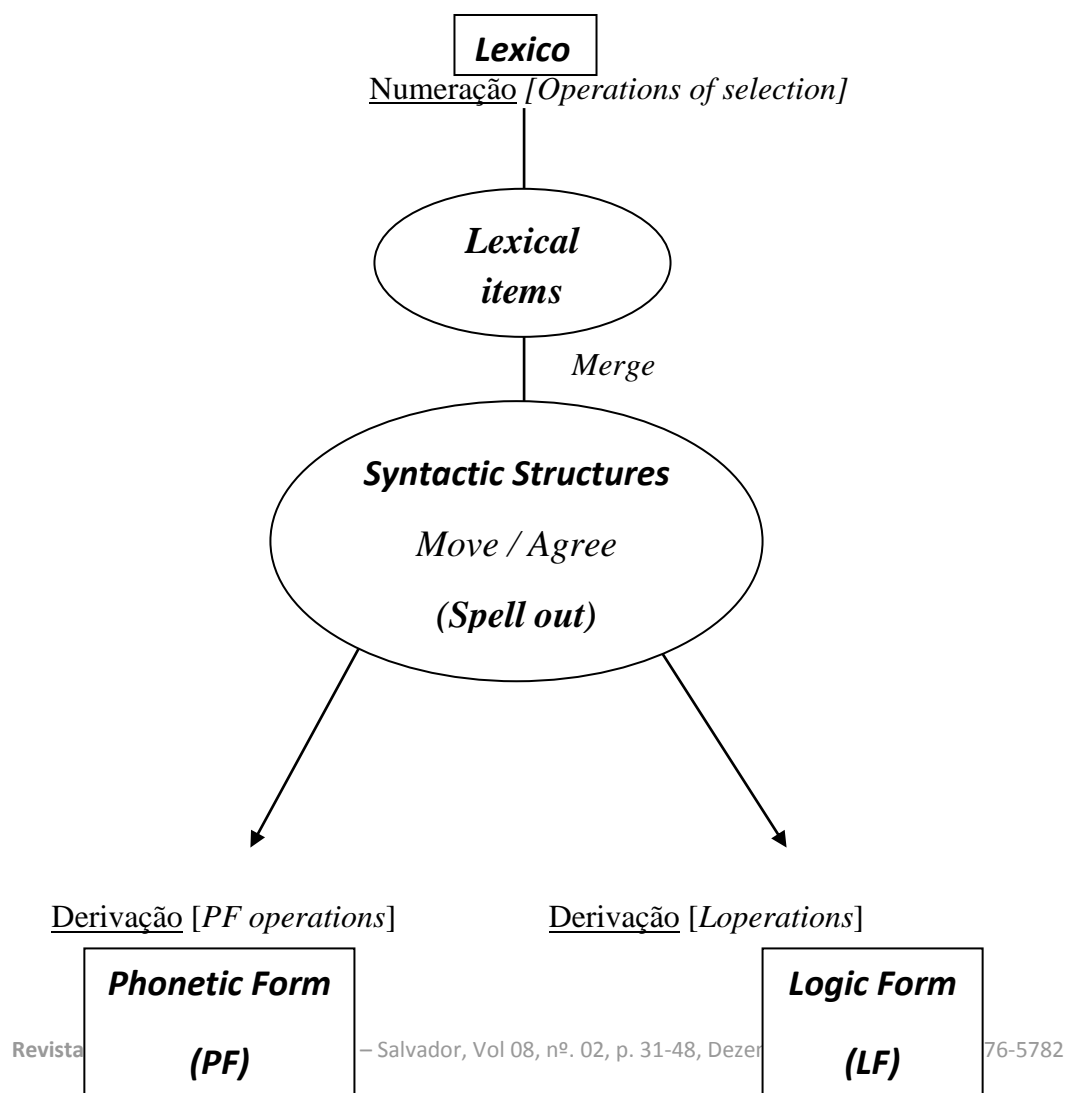 Lexico
Numeração [Operations of selection]
Lexical
items
Merge
Syntactic Structures
Move / Agree
(Spell out)
Derivação [PF operations] Derivação [Loperations]
Phonetic Form Logic Form
Revista (PF) – Salvador, Vol 08, nº. 02, p. 31-48, (LF) 76-5782